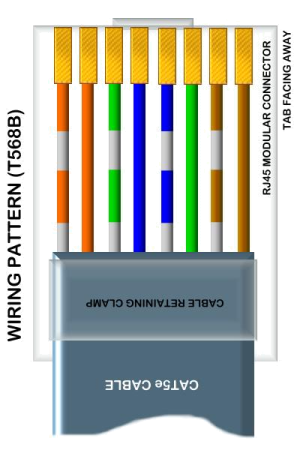 WIRING PATTERN (T568B)
RJ45 MODULAR CONNECTOR
TAB FACING AWAY
CABLE RETAINING CLAMP
CAT5e CABLE